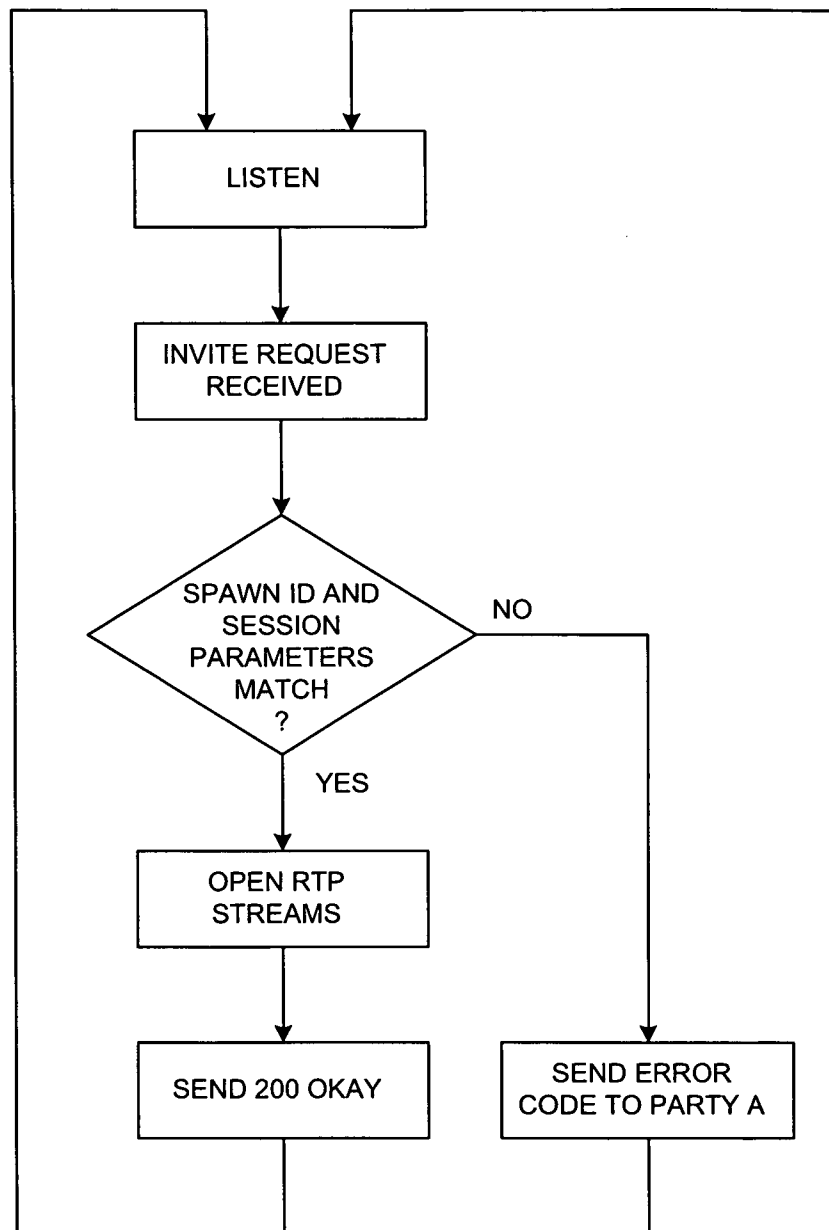 LISTEN
INVITE REQUEST
RECEIVED
SPAWN ID AND
SESSION
PARAMETERS
MATCH
?
NO
YES
OPEN RTP
STREAMS
SEND 200 OKAY
SEND ERROR
CODE TO PARTY A